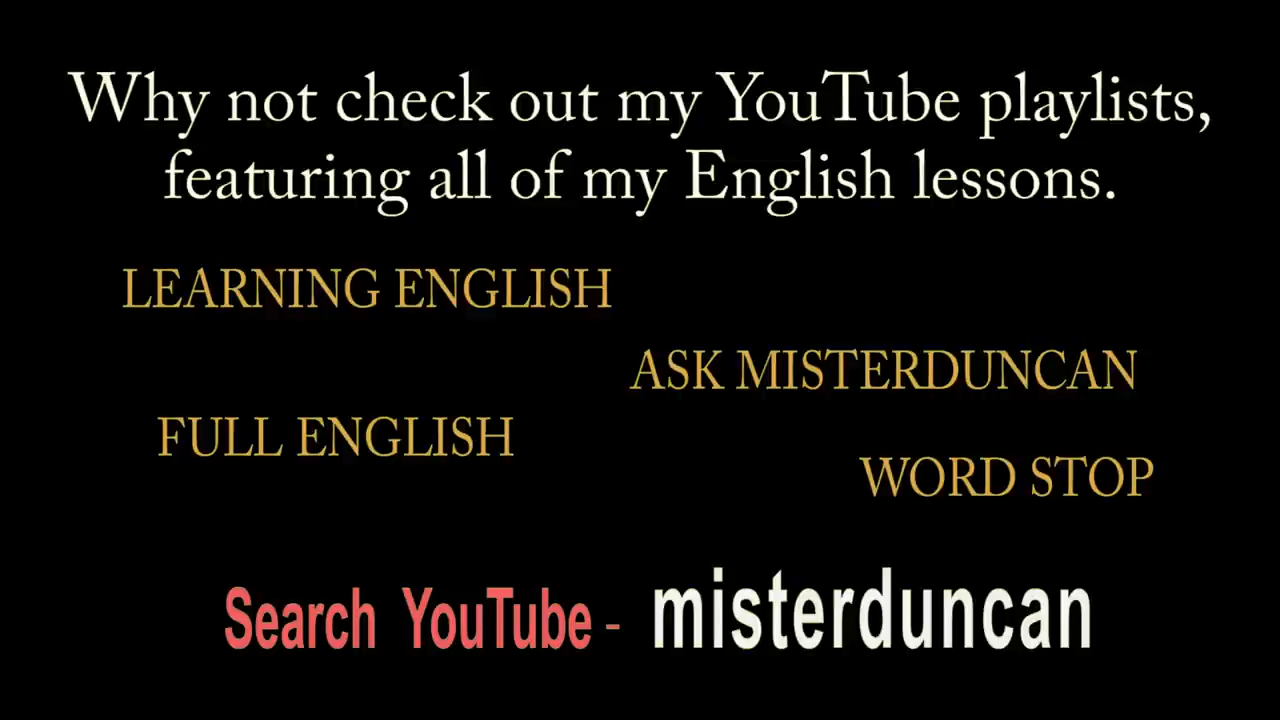 Why not check out my YouTube playlists,
featuring all of my English lessons.
LEARNING ENGLISH
ASK MISTERDUNCAN
FULL ENGLISH
WORD STOP
Search YouTube - misterduncan